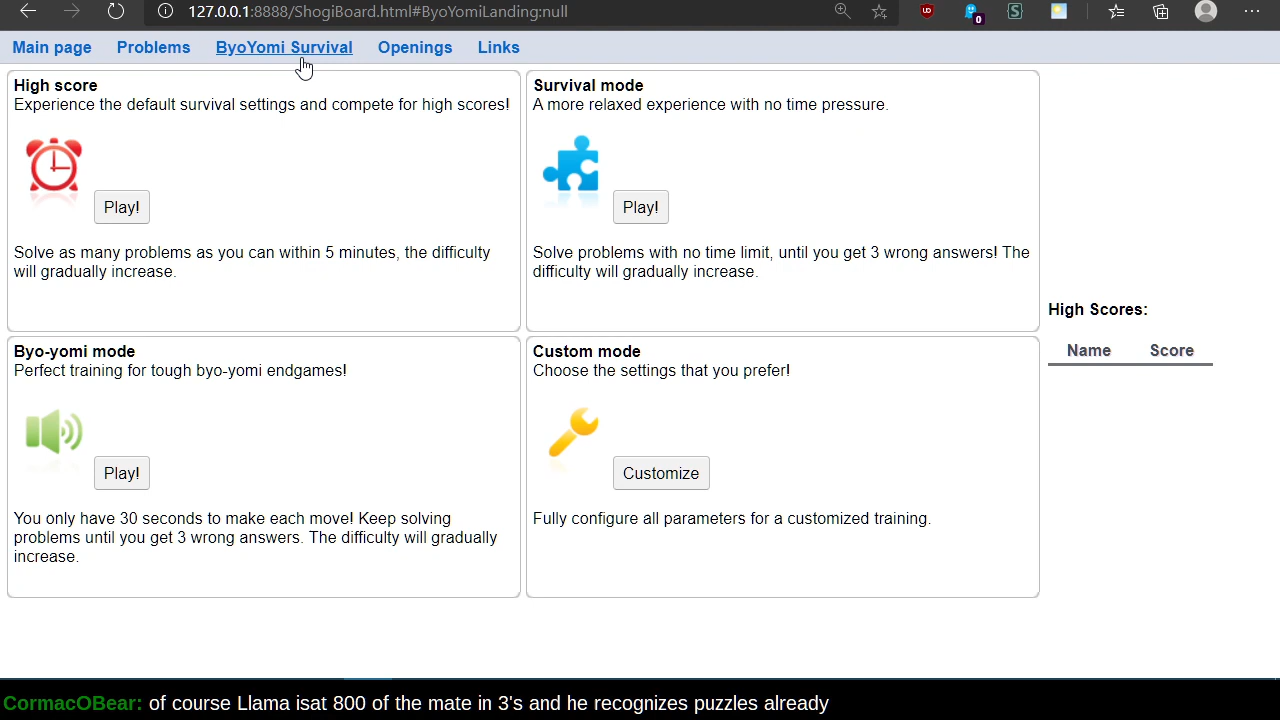 127.0.0.1:8888/ShogiBoard.html#ByoYomiLanding:null
UD
0
S
Main page Problems ByoYomi Survival Openings Links
High score
Experience the default survival settings and compete for high scores!
Play!
Solve as many problems as you can within 5 minutes, the difficulty
will gradually increase.
Survival mode
A more relaxed experience with no time pressure.
Play!
Solve problems with no time limit, until you get 3 wrong answers! The
difficulty will gradually increase.
Byo-yomi mode
Perfect training for tough byo-yomi endgames!
Play!
You only have 30 seconds to make each move! Keep solving
problems until you get 3 wrong answers. The difficulty will gradually
increase.
Custom mode
Choose the settings that you prefer!
Customize
Fully configure all parameters for a customized training.
High Scores:
Name Score
CormacOBear: of course Llama isat 800 of the mate in 3's and he recognizes puzzles already